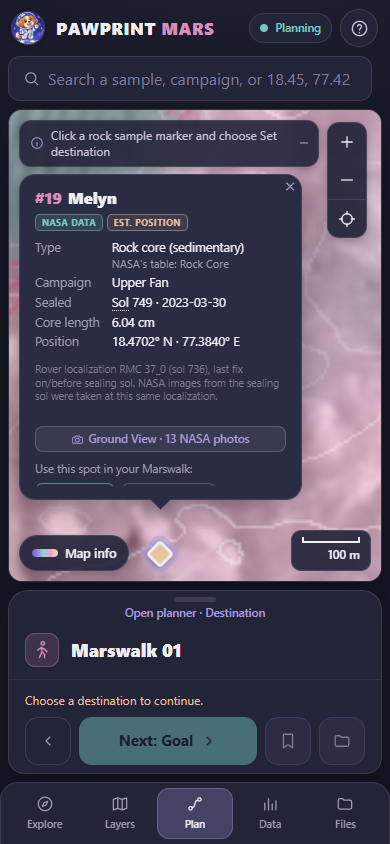 PAWPRINT MARS
Planning
Search a sample, campaign, or 18.45, 77.42
Click a rock sample marker and choose Set
destination
#19 Melyn
NASA DATA
EST. POSITION
Type Rock core (sedimentary)
NASA's table: Rock Core
Campaign Upper Fan
Sealed Sol 749 · 2023-03-30
Core length 6.04 cm
Position 18.4702° N · 77.3840° E
Rover localization RMC 37_0 (sol 736), last fix
on/before sealing sol. NASA images from the sealing
sol were taken at this same localization.
Ground View · 13 NASA photos
Use this spot in your Marswalk:
Map info
100 m
Open planner · Destination
Marswalk 01
Choose a destination to continue.
Next: Goal
Explore
Layers
Plan
Data
Files